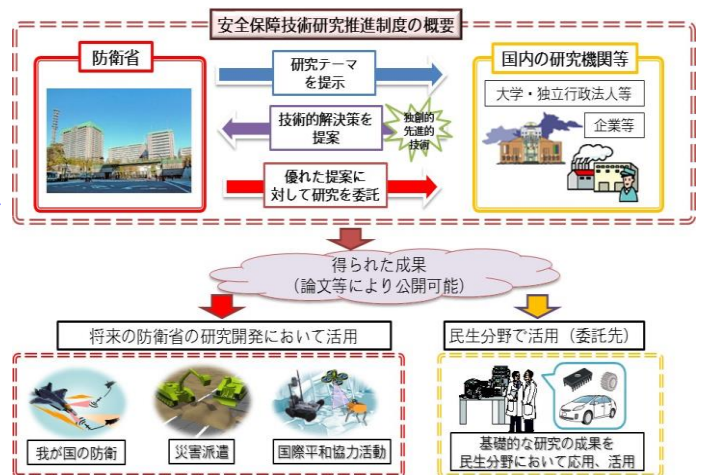 安全保障技術研究推進制度の概要
防衛省
研究テーマ
を提示
技術的解決策を
提案
独創的
先進的
技術
優れた提案に
対して研究を委託
国内の研究機関等
大学・独立行政法人等
企業等
得られた成果
（論文等により公開可能）
将来の防衛省の研究開発において活用
我が国の防衛
災害派遣
国際平和協力活動
民生分野で活用（委託先）
基礎的な研究の成果を
民生分野において応用、活用